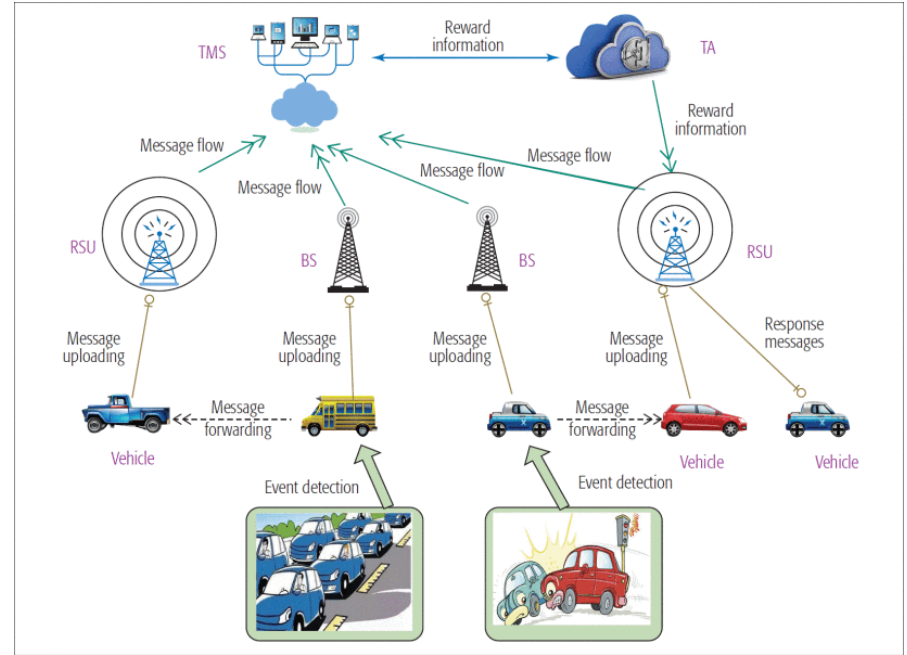 Reward
information
TMS
TA
Reward
information
Message flow
Message flow
Message flow
Message flow
RSU
BS
BS
RSU
Message
uploading
Message
uploading
Message
uploading
Message
uploading
Response
messages
Message
forwarding
Message
forwarding
Vehicle
Vehicle
Vehicle
Event detection
Event detection